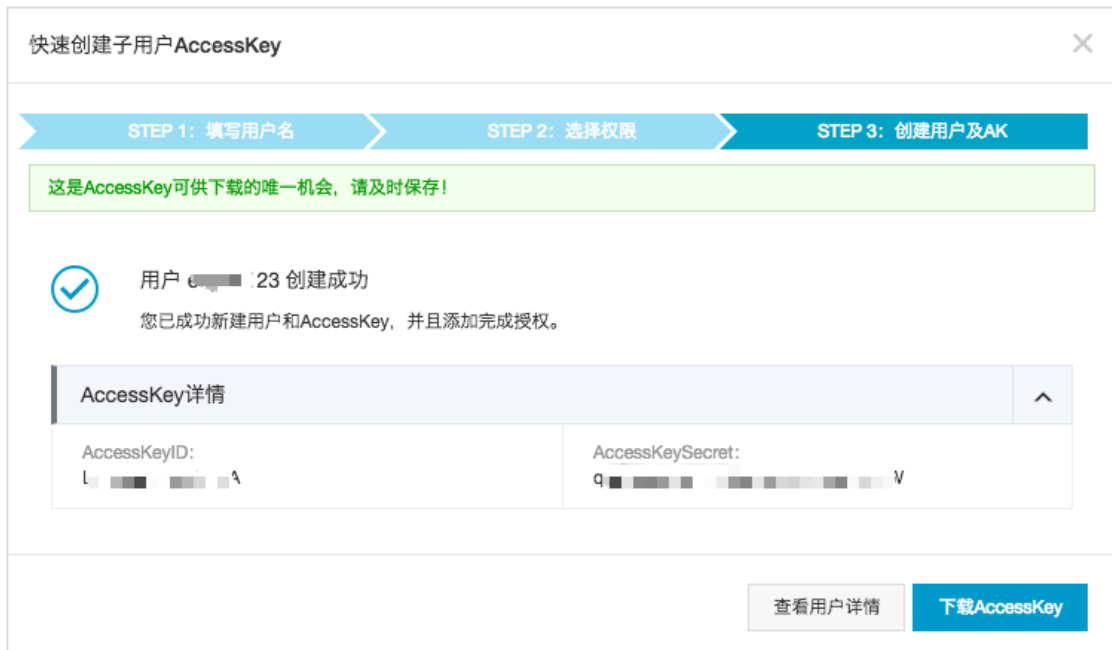 快速创建子用户AccessKey
STEP 1：填写用户名
STEP 2：选择权限
STEP 3：创建用户及AK
这是AccessKey可供下载的唯一机会，请及时保存！
用户 23 创建成功
您已成功新建用户和AccessKey，并且添加完成授权。
AccessKey详情
AccessKeyID：
AccessKeySecret：
查看用户详情
下载AccessKey